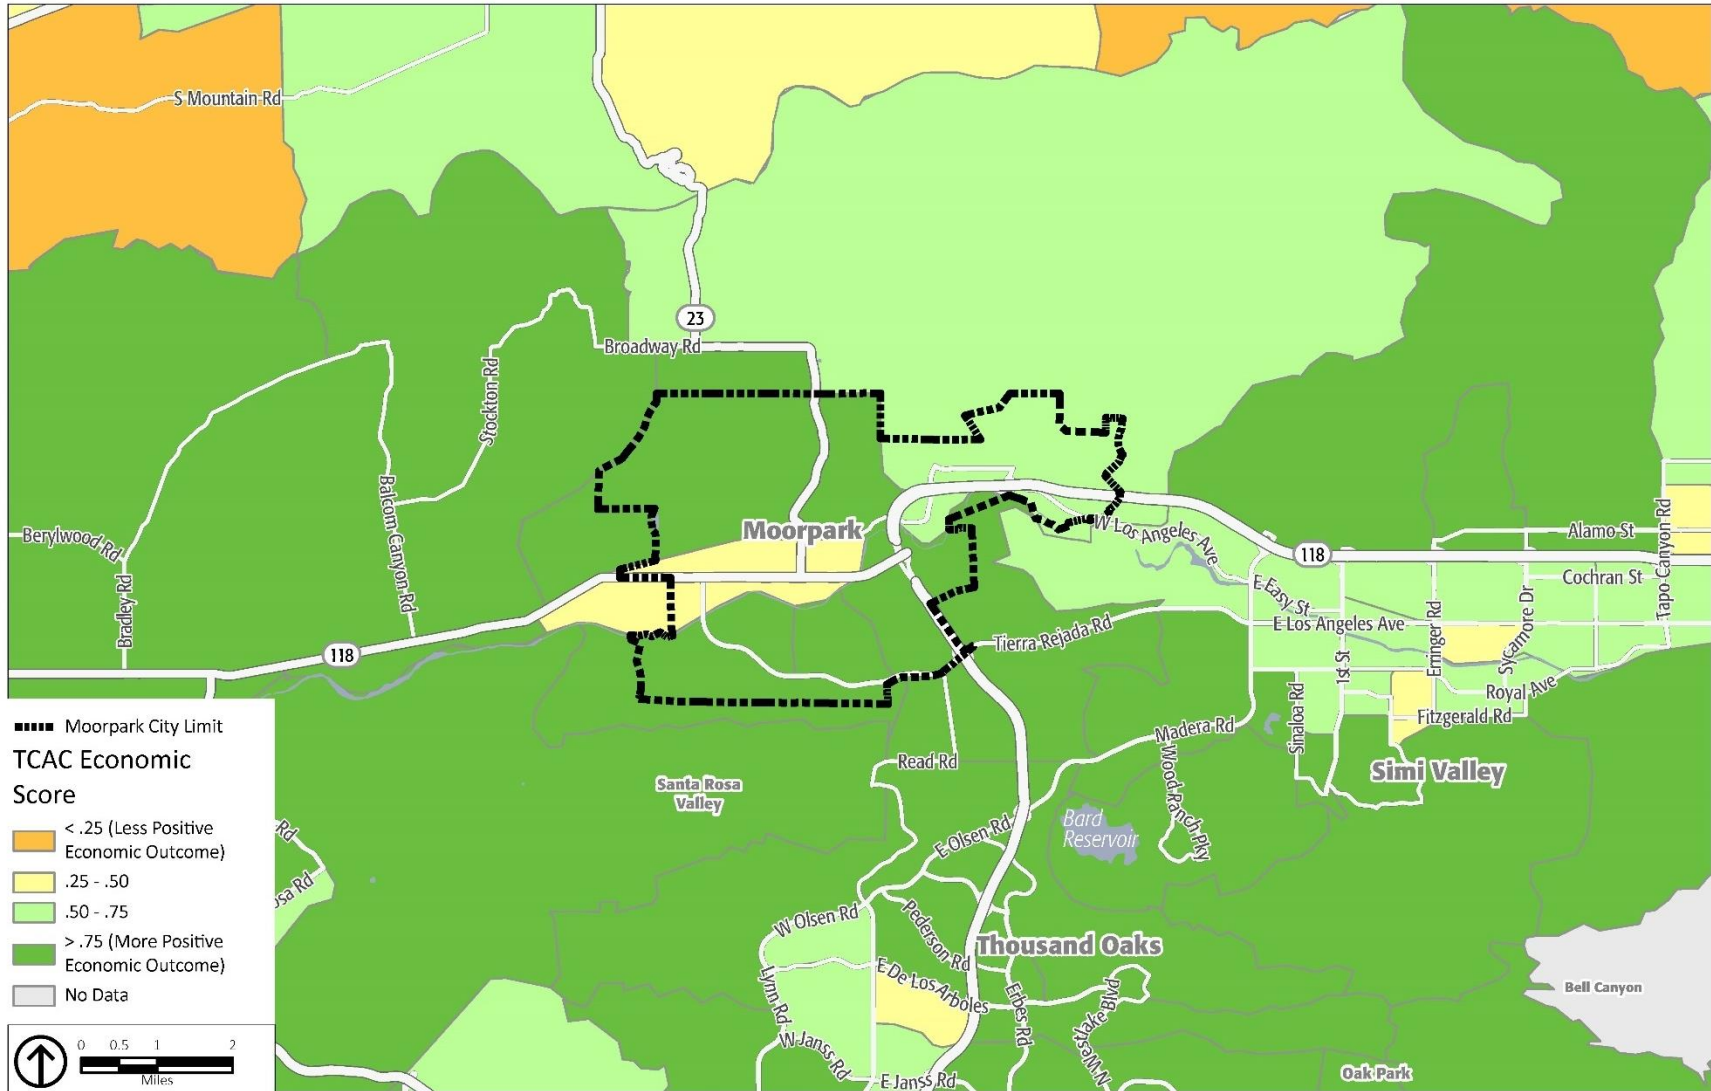 S Mountain Rd
23
Broadway Rd
Stockton Rd
Balcom Canyon Rd
Berylwood Rd
Bradley Rd
118
Moorpark
W Los Angeles Ave
118
Alamo St
Tapo Canyon Rd
Cochran St
E Easy St
E Los Angeles Ave
Erringer Rd
Sycamore Dr
1st St
Tierra Rejada Rd
Royal Ave
Fitzgerald Rd
Sinaloa Rd
Madera Rd
Wood Ranch Pky
Simi Valley
Read Rd
Santa Rosa
Valley
Bard
Reservoir
E Olsen Rd
W Olsen Rd
Pederson Rd
Thousand Oaks
E De Los Arboles
Lynn Rd
Erbes Rd
N Westlake Blvd
W Janss Rd
E Janss Rd
Bell Canyon
Oak Park
Rd
osa Rd
Moorpark City Limit
TCAC Economic
Score
< .25 (Less Positive
Economic Outcome)
.25 - .50
.50 - .75
> .75 (More Positive
Economic Outcome)
No Data
0 0.5 1 2
Miles